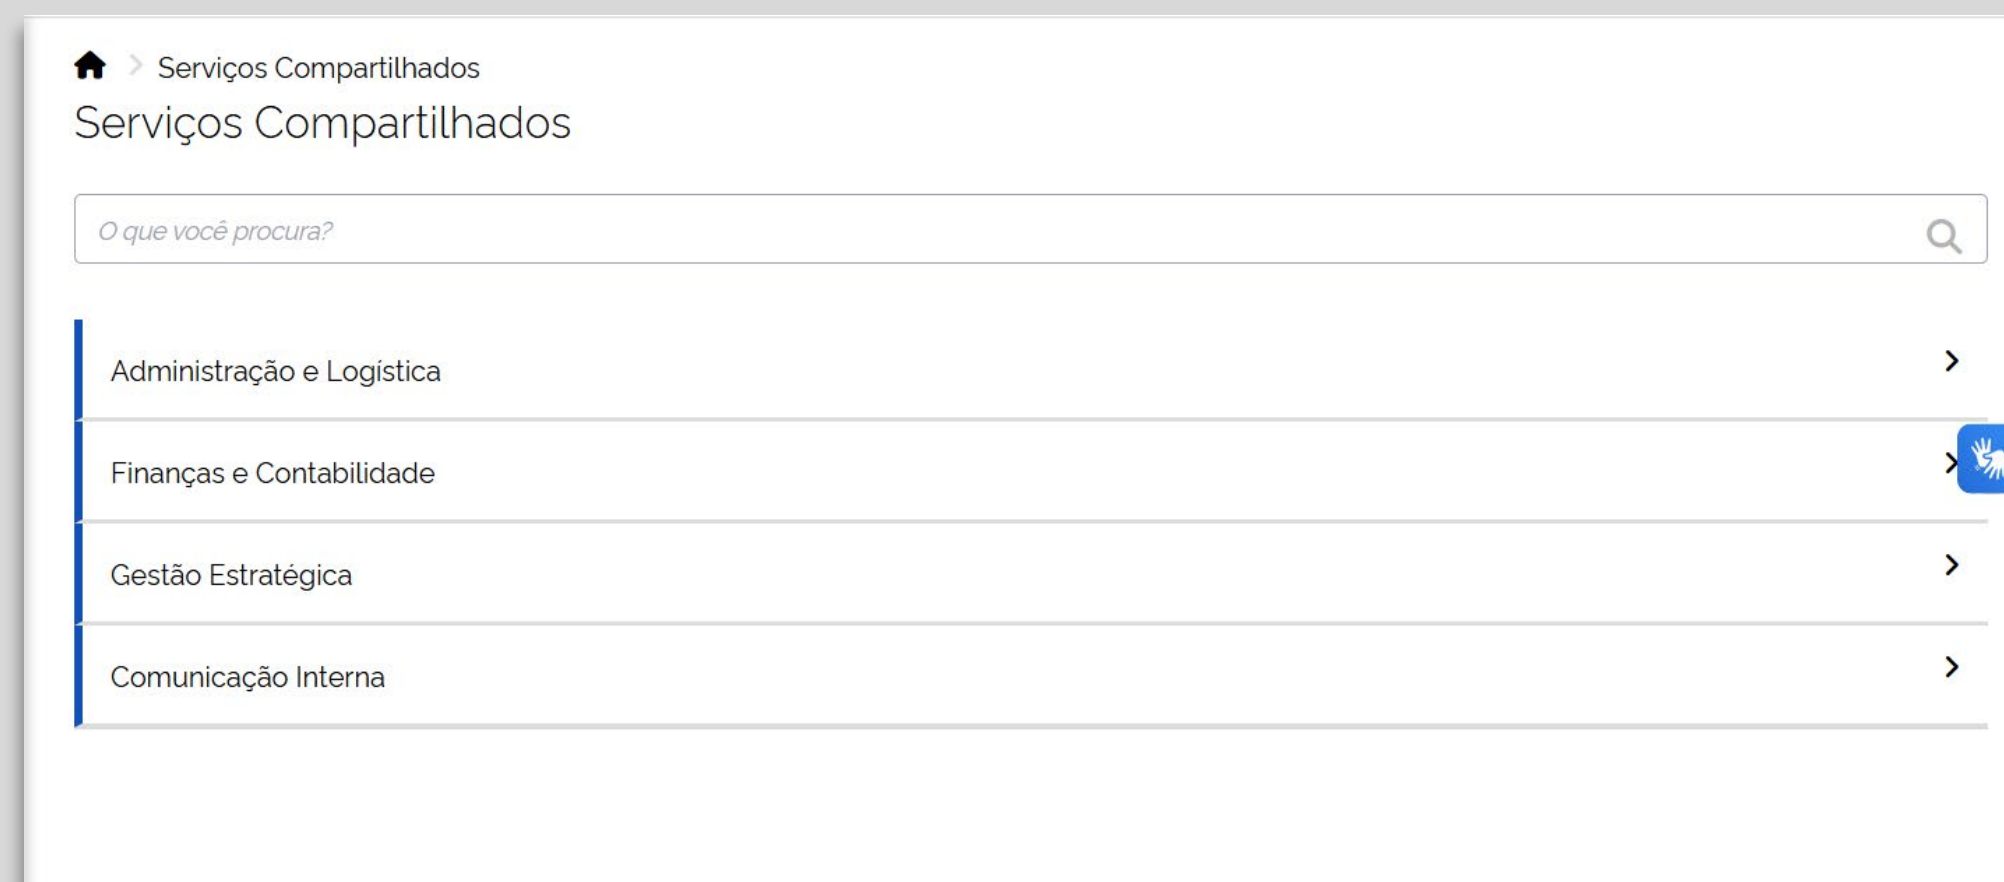 Serviços Compartilhados
Serviços Compartilhados
O que você procura?
Administração e Logística
Finanças e Contabilidade
Gestão Estratégica
Comunicação Interna